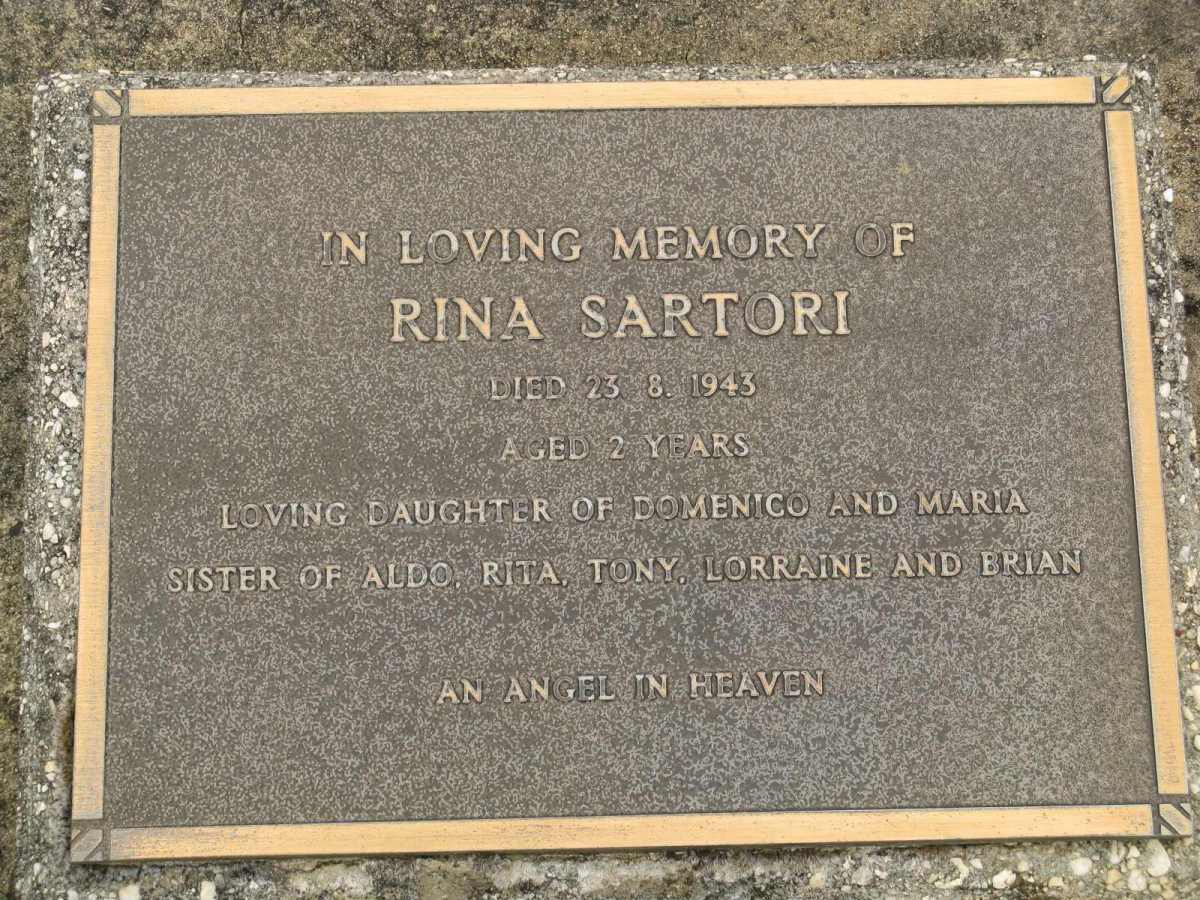 IN LOVING MEMORY OF
RINA SARTORI
DIED 23. 8. 1943
AGED 2 YEARS
LOVING DAUGHTER OF DOMENICO AND MARIA
SISTER OF ALDO, RITA, TONY, LORRAINE AND BRIAN
AN ANGEL IN HEAVEN